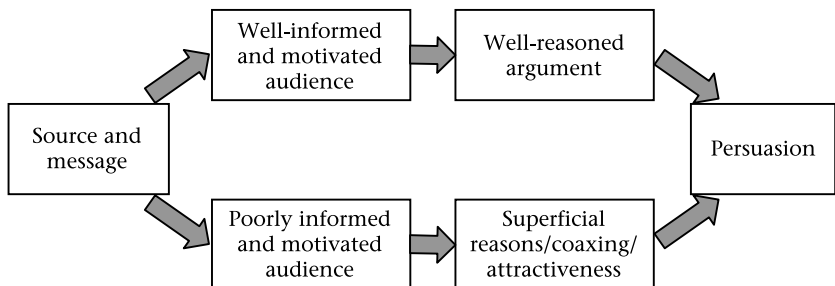 Well-informed
and motivated
audience
Well-reasoned
argument
Source and
message
Persuasion
Poorly informed
and motivated
audience
Superficial
reasons/coaxing/
attractiveness